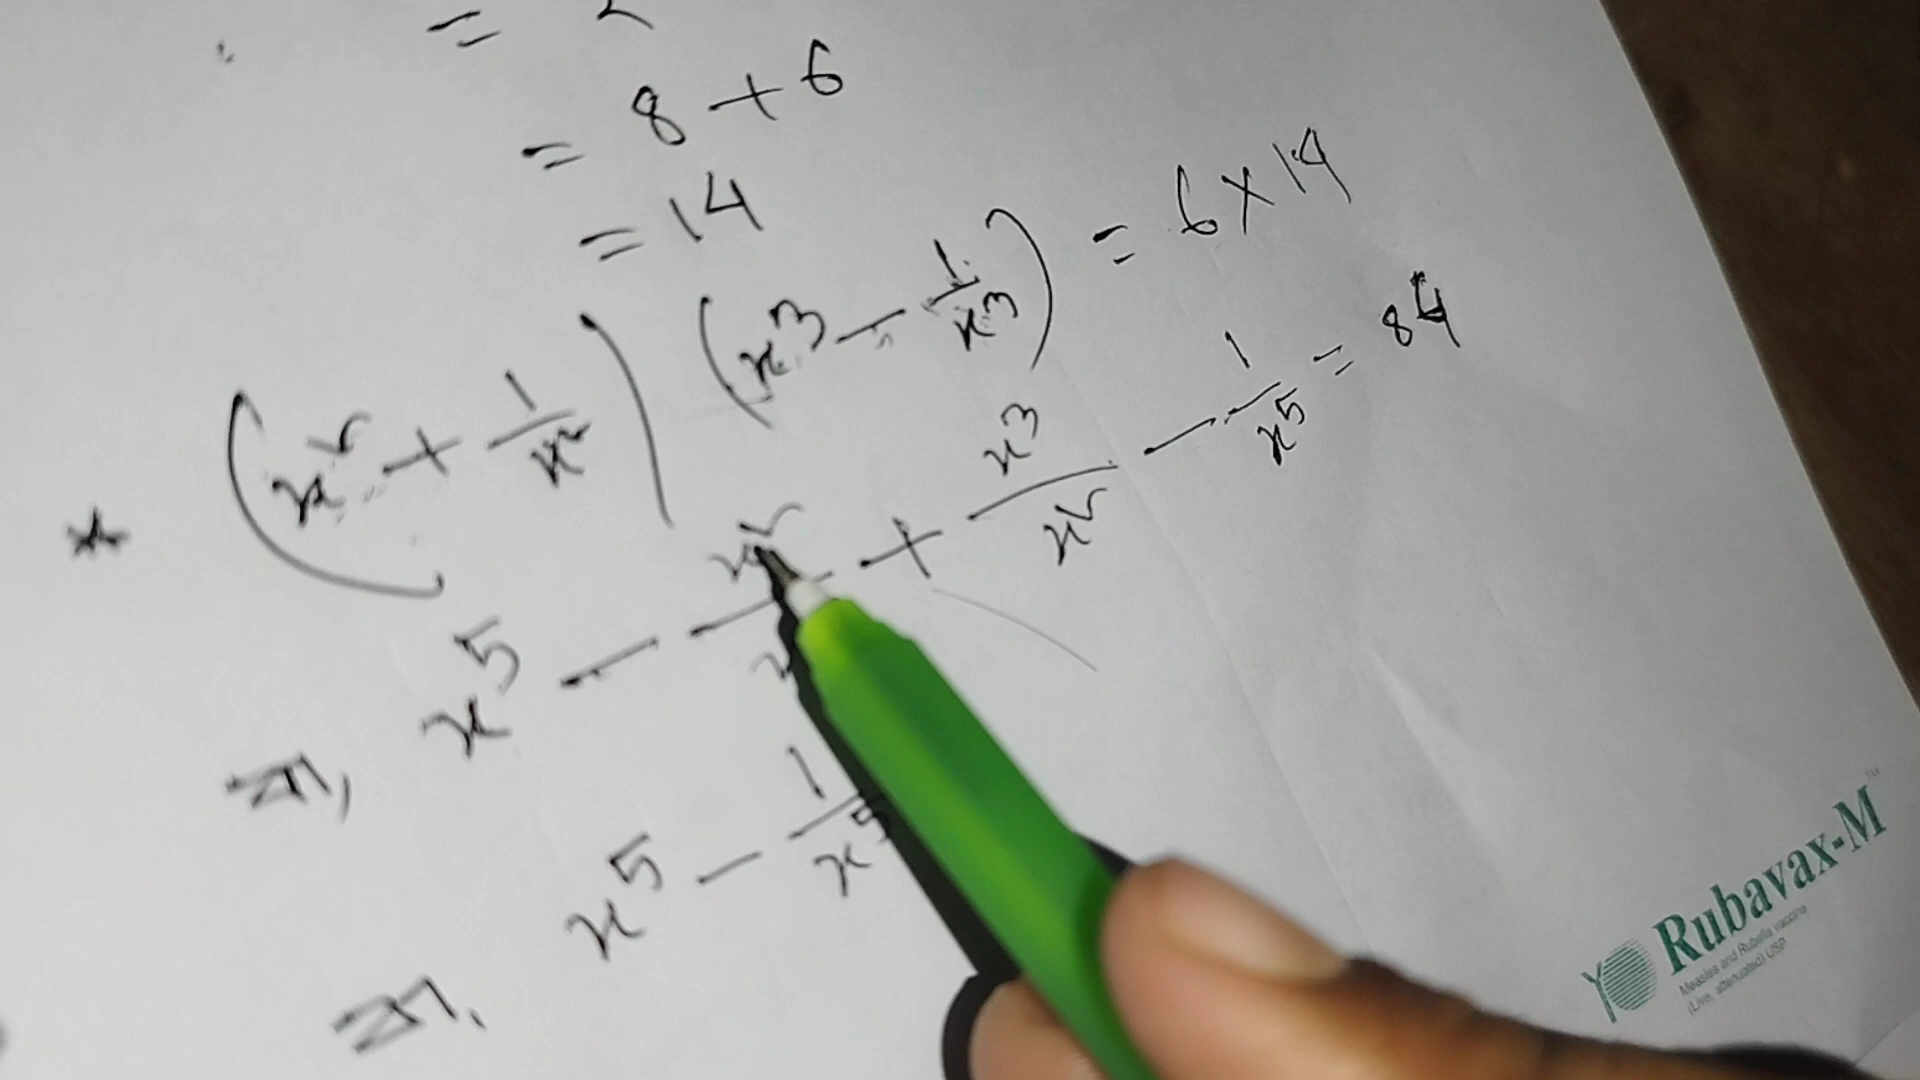 =
= 8 + 6
= 14
* (x² + 1/x²) (x³ − 1/x³) = 6 × 14
বা, x⁵ − x²/x + x³/x² − 1/x⁵ = 84
বা, x⁵ − 1/x⁵
Rubavax-M™
Measles and Rubella vaccine
(Live, attenuated) USP